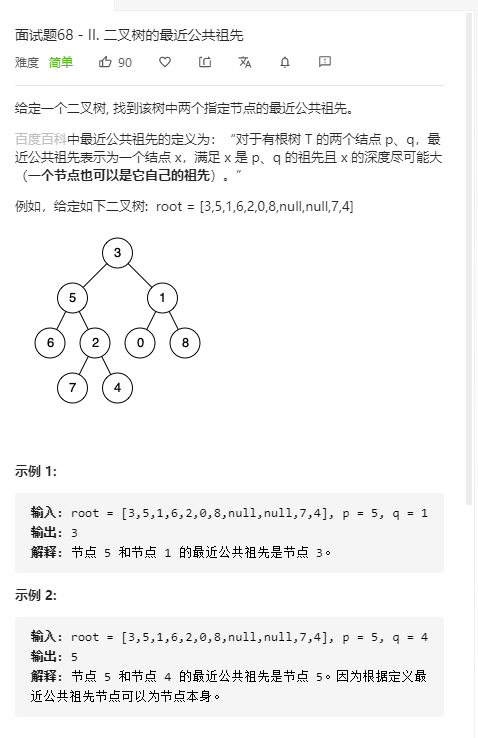 面试题68 - II. 二叉树的最近公共祖先
难度 简单 90
给定一个二叉树, 找到该树中两个指定节点的最近公共祖先。
百度百科中最近公共祖先的定义为：“对于有根树 T 的两个结点 p、q，最
近公共祖先表示为一个结点 x，满足 x 是 p、q 的祖先且 x 的深度尽可能大
（一个节点也可以是它自己的祖先）。”
例如，给定如下二叉树: root = [3,5,1,6,2,0,8,null,null,7,4]
3
5 1
6 2 0 8
7 4
示例 1:
输入: root = [3,5,1,6,2,0,8,null,null,7,4], p = 5, q = 1
输出: 3
解释: 节点 5 和节点 1 的最近公共祖先是节点 3。
示例 2:
输入: root = [3,5,1,6,2,0,8,null,null,7,4], p = 5, q = 4
输出: 5
解释: 节点 5 和节点 4 的最近公共祖先是节点 5。因为根据定义最
近公共祖先节点可以为节点本身。